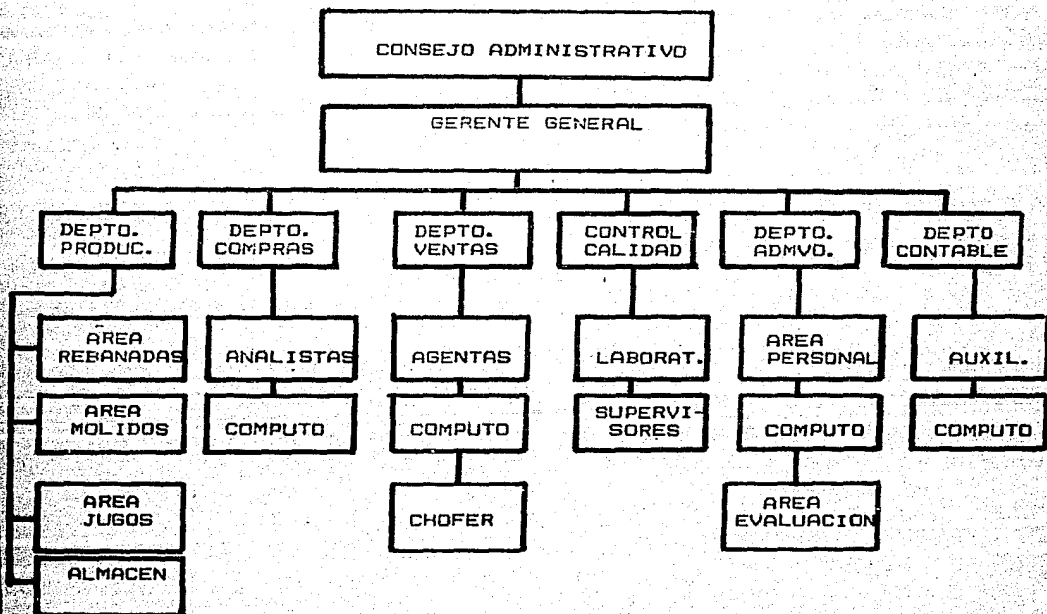 CONSEJO ADMINISTRATIVO
GERENTE GENERAL
DEPTO.
PRODUC.
DEPTO.
COMPRAS
DEPTO.
VENTAS
CONTROL
CALIDAD
DEPTO.
ADMVO.
DEPTO
CONTABLE
AREA
REBANADAS
ANALISTAS
AGENTAS
LABORAT.
AREA
PERSONAL
AUXIL.
AREA
MOLIDOS
COMPUTO
COMPUTO
SUPERVI-
SORES
COMPUTO
COMPUTO
AREA
JUGOS
CHOFER
AREA
EVALUACION
ALMACEN